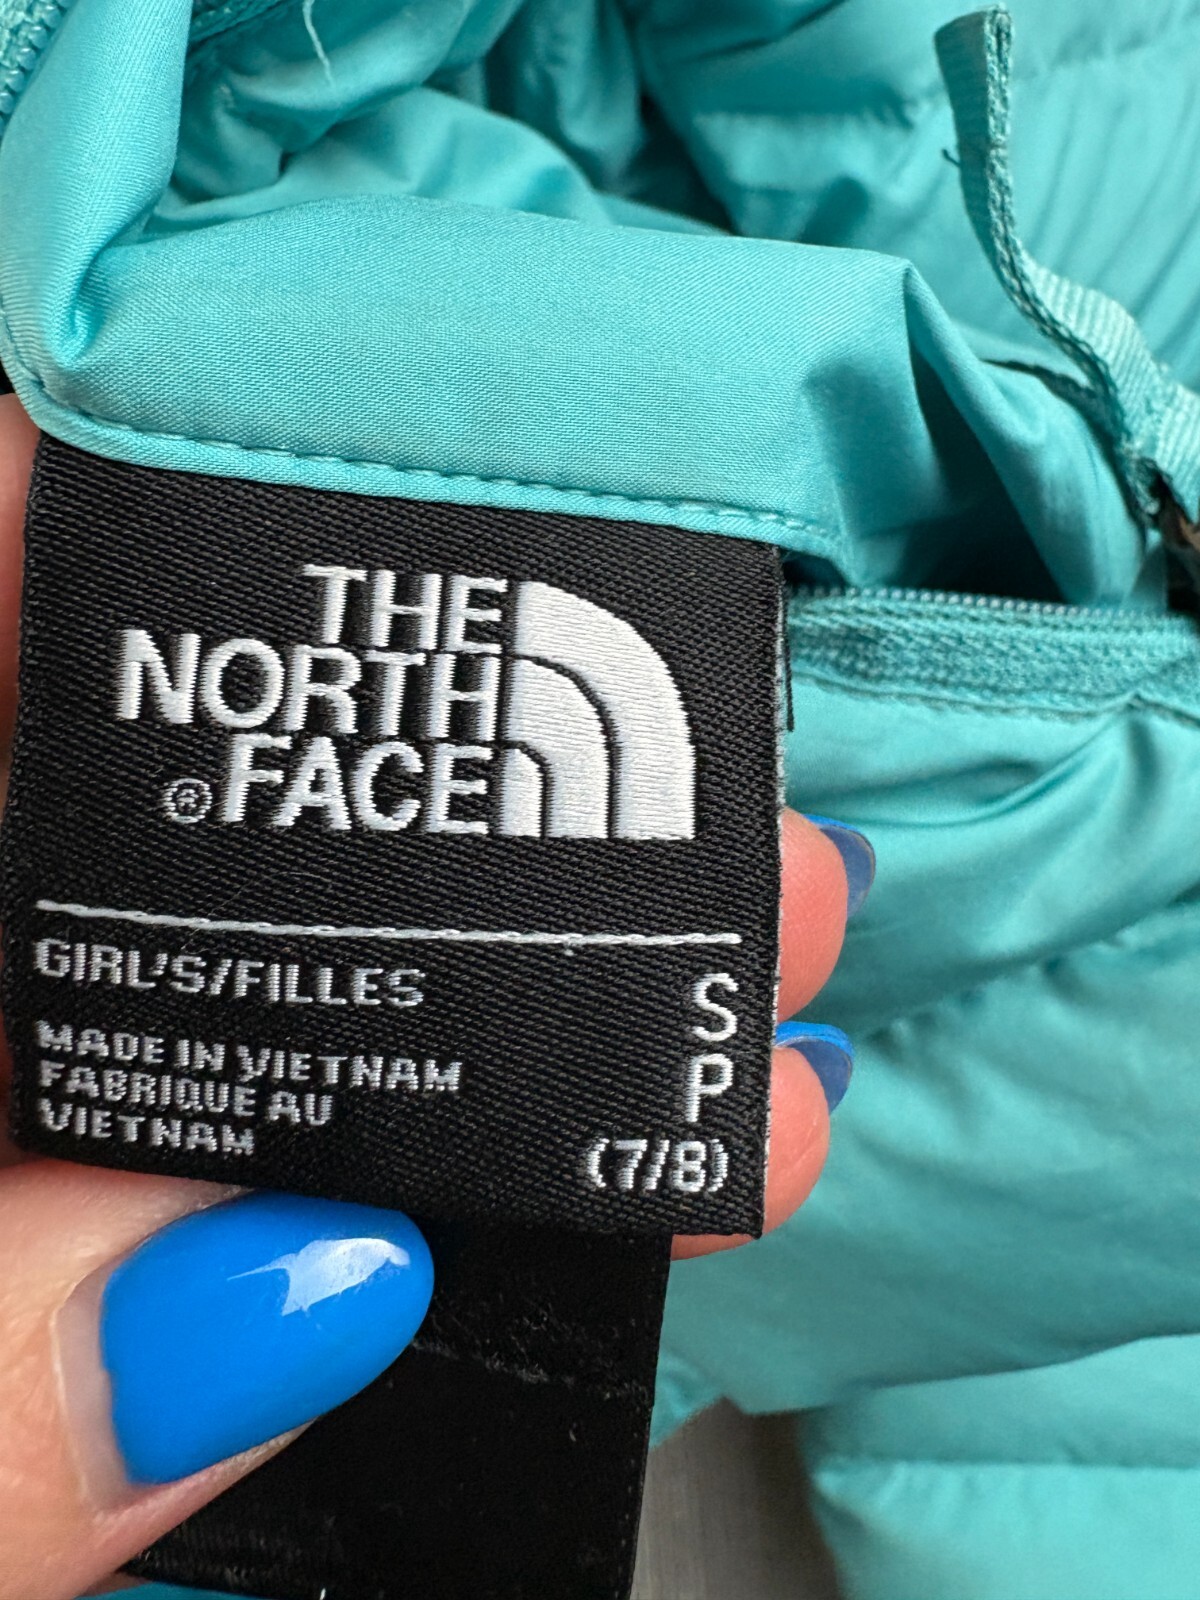 THE
NORTH
®FACE
GIRL'S/FILLES
S
P
(7/8)
MADE IN VIETNAM
FABRIQUE AU
VIETNAM